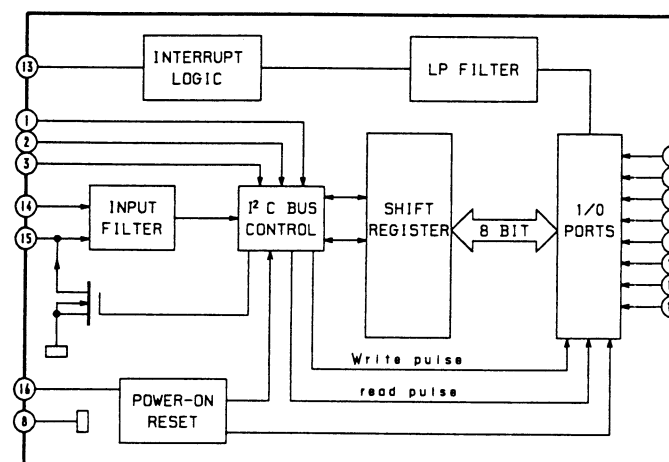 INTERRUPT
LOGIC
LP FILTER
13
1
2
3
14
15
INPUT
FILTER
I² C BUS
CONTROL
SHIFT
REGISTER
8 BIT
I/O
PORTS
Write pulse
read pulse
16
8
POWER-ON
RESET